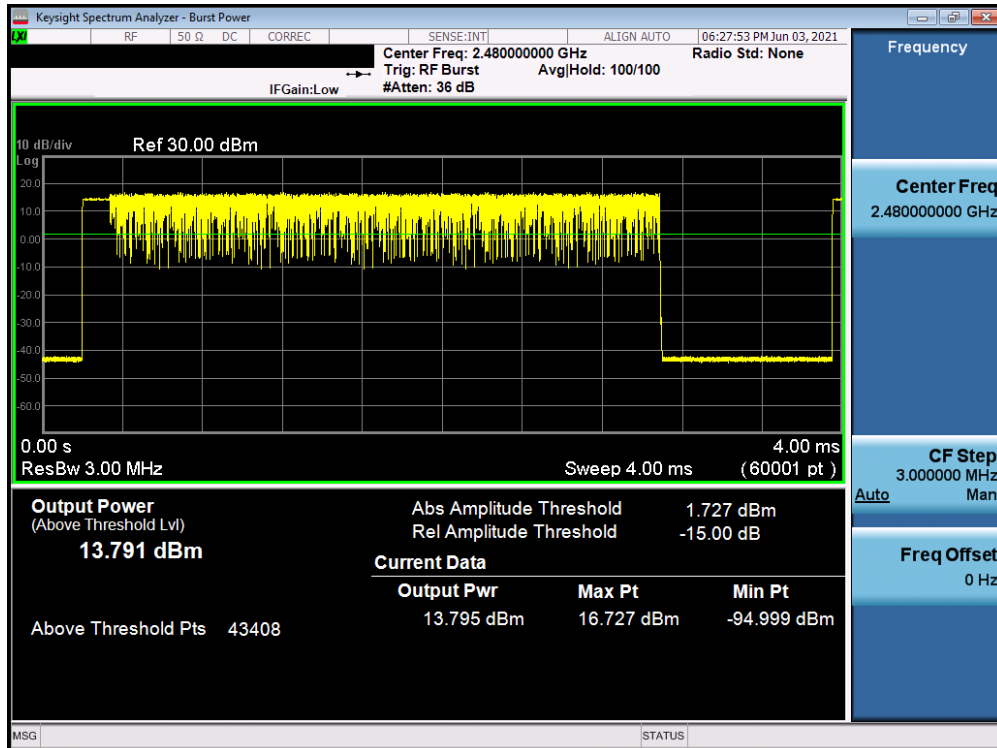 Keysight Spectrum Analyzer - Burst Power
LXI RF 50 Ω DC CORREC SENSE:INT ALIGN AUTO 06:27:53 PM Jun 03, 2021
Center Freq: 2.480000000 GHz Radio Std: None
Trig: RF Burst Avg|Hold: 100/100
IFGain:Low #Atten: 36 dB
10 dB/div Ref 30.00 dBm
Log
20.0
10.0
0.00
-10.0
-20.0
-30.0
-40.0
-50.0
-60.0
0.00 s 4.00 ms
ResBw 3.00 MHz Sweep 4.00 ms (60001 pt)
Output Power
(Above Threshold Lvl)
13.791 dBm
Above Threshold Pts 43408
Abs Amplitude Threshold 1.727 dBm
Rel Amplitude Threshold -15.00 dB
Current Data
Output Pwr Max Pt Min Pt
13.795 dBm 16.727 dBm -94.999 dBm
Frequency
Center Freq
2.480000000 GHz
CF Step
3.000000 MHz
Auto Man
Freq Offset
0 Hz
MSG STATUS